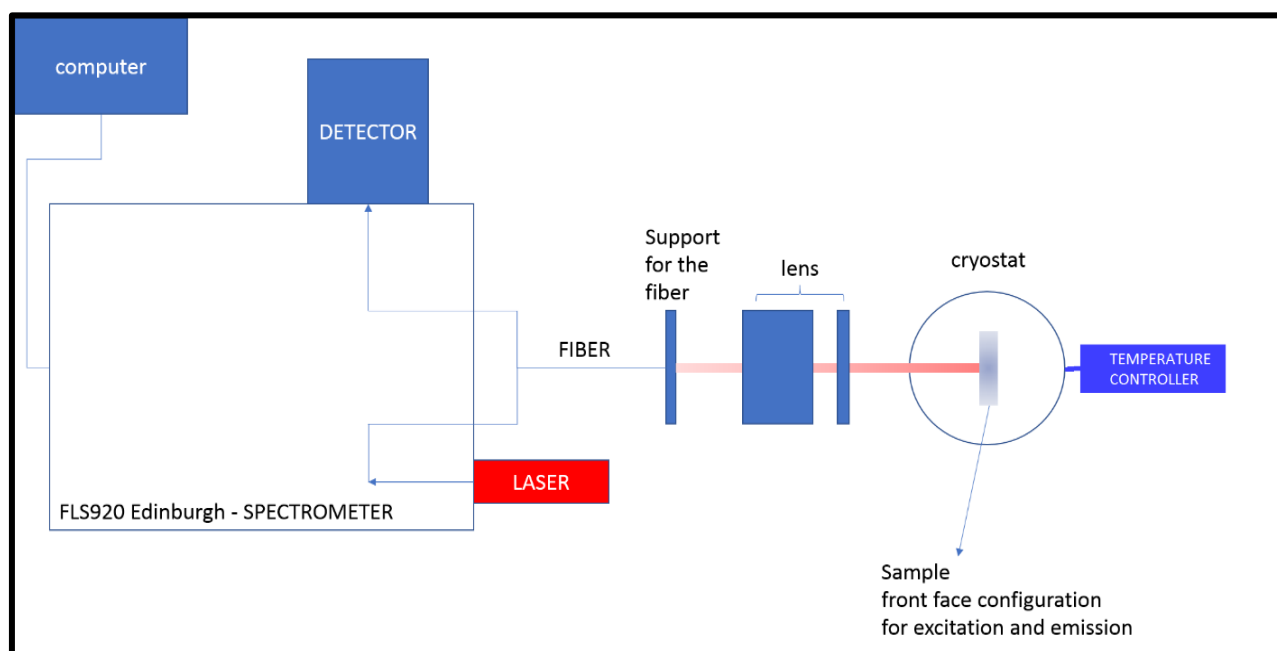 computer
DETECTOR
Support
for the
fiber
lens
cryostat
FIBER
TEMPERATURE
CONTROLLER
LASER
FLS920 Edinburgh - SPECTROMETER
Sample
front face configuration
for excitation and emission